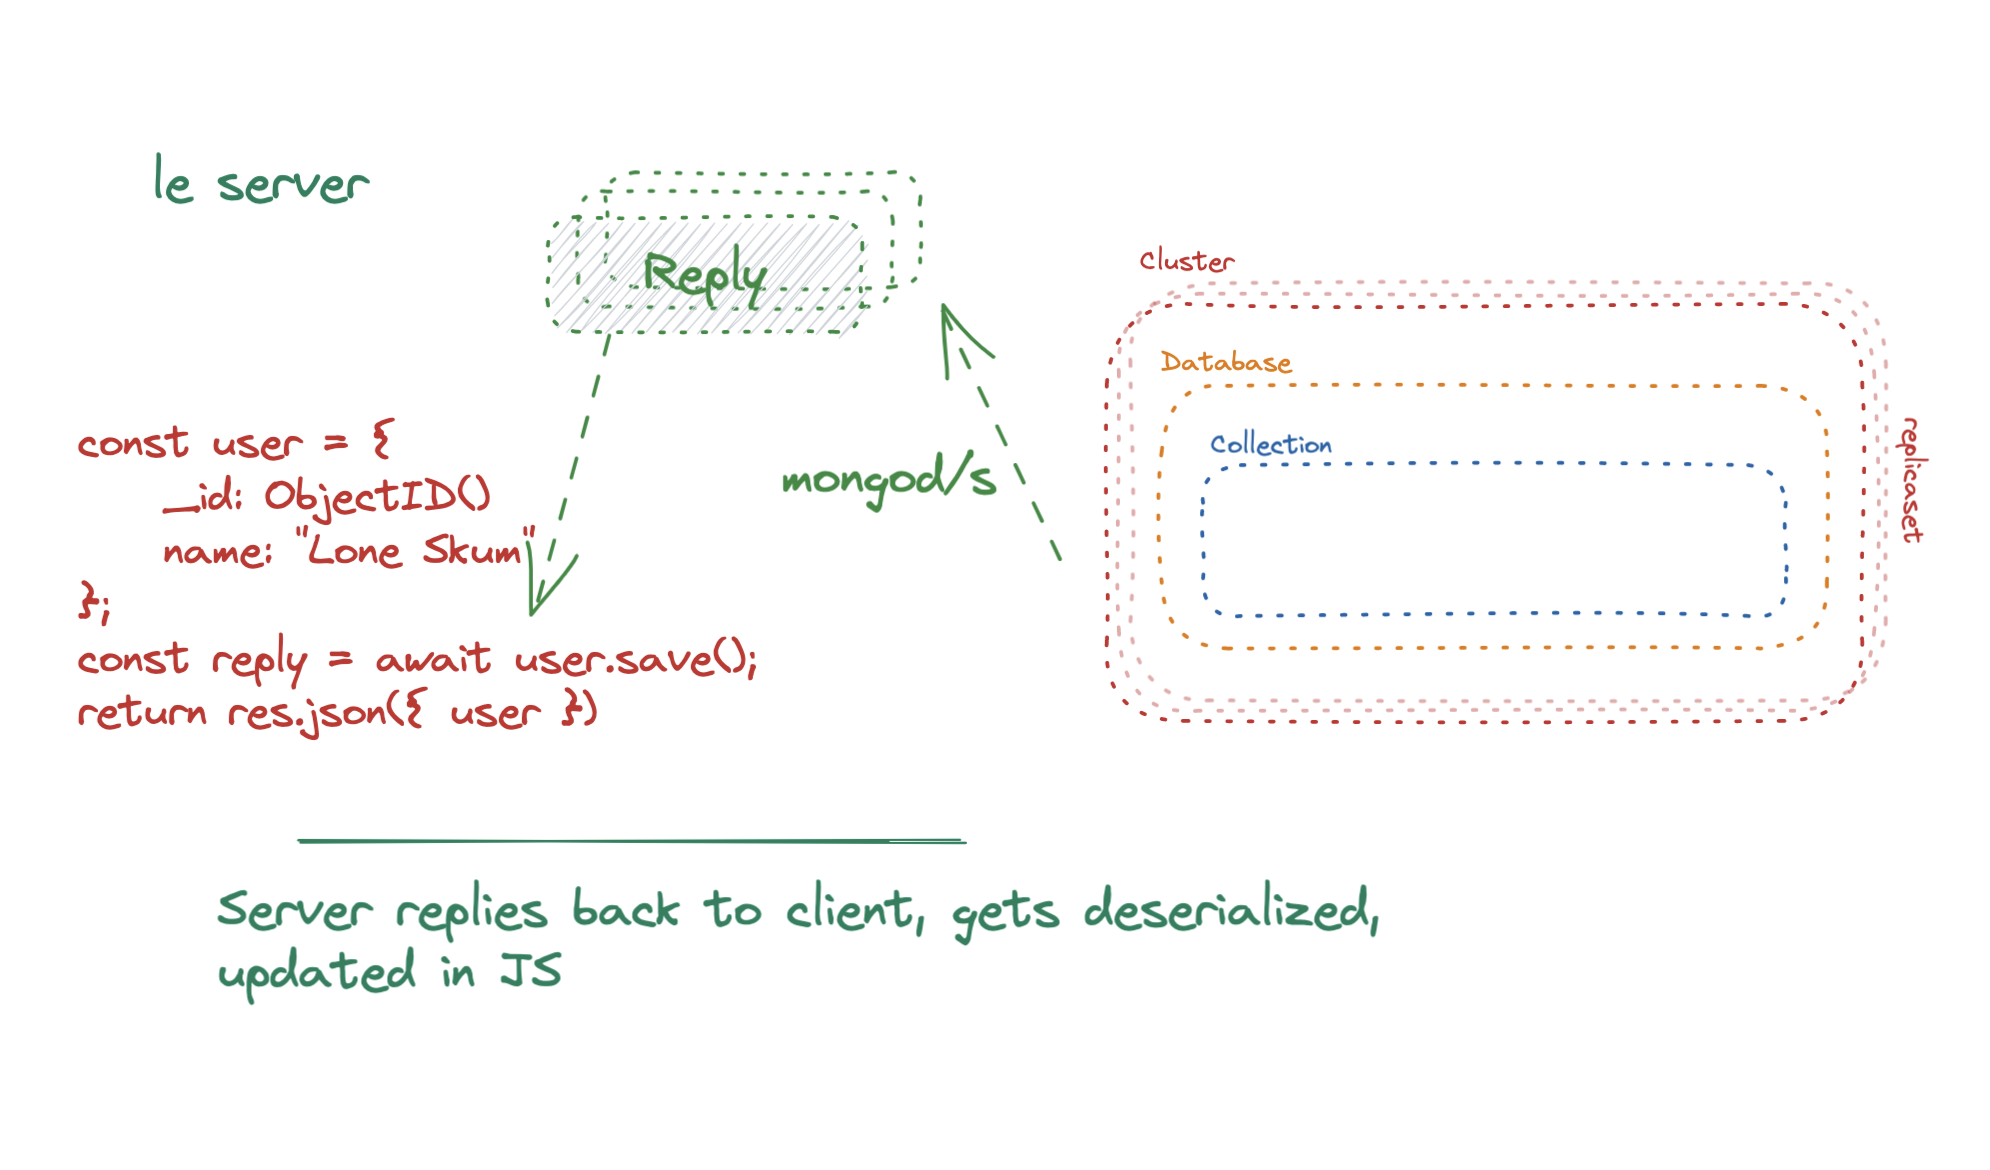 le server
Reply
Cluster
Database
Collection
replicaset
mongod/s
const user = {
__id: ObjectID()
name: "Lone Skum"
};
const reply = await user.save();
return res.json({ user })
Server replies back to client, gets deserialized,
updated in JS